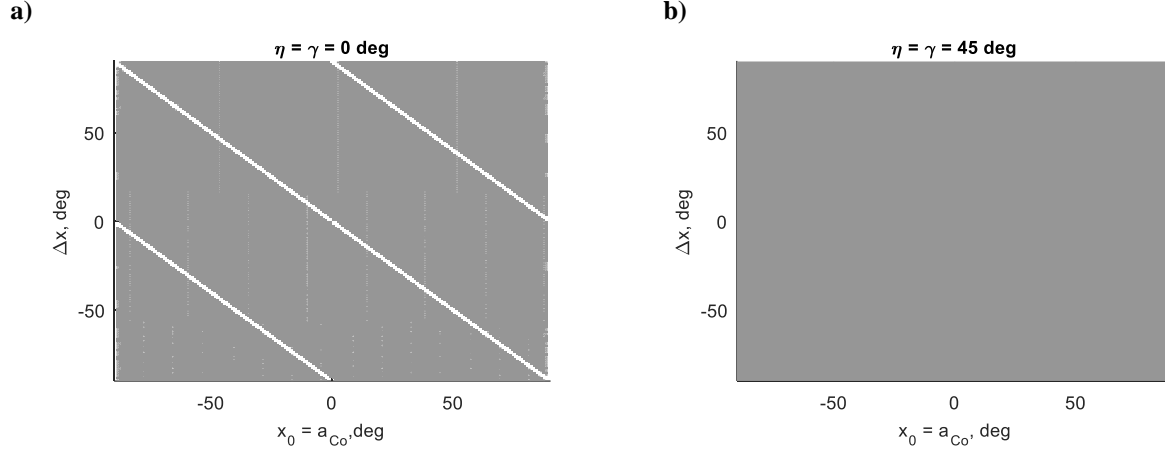 a)
b)
η = γ = 0 deg
η = γ = 45 deg
Δx, deg
50
0
-50
-50
0
50
x0 = aCo,deg
Δx, deg
50
0
-50
-50
0
50
x0 = aCo, deg